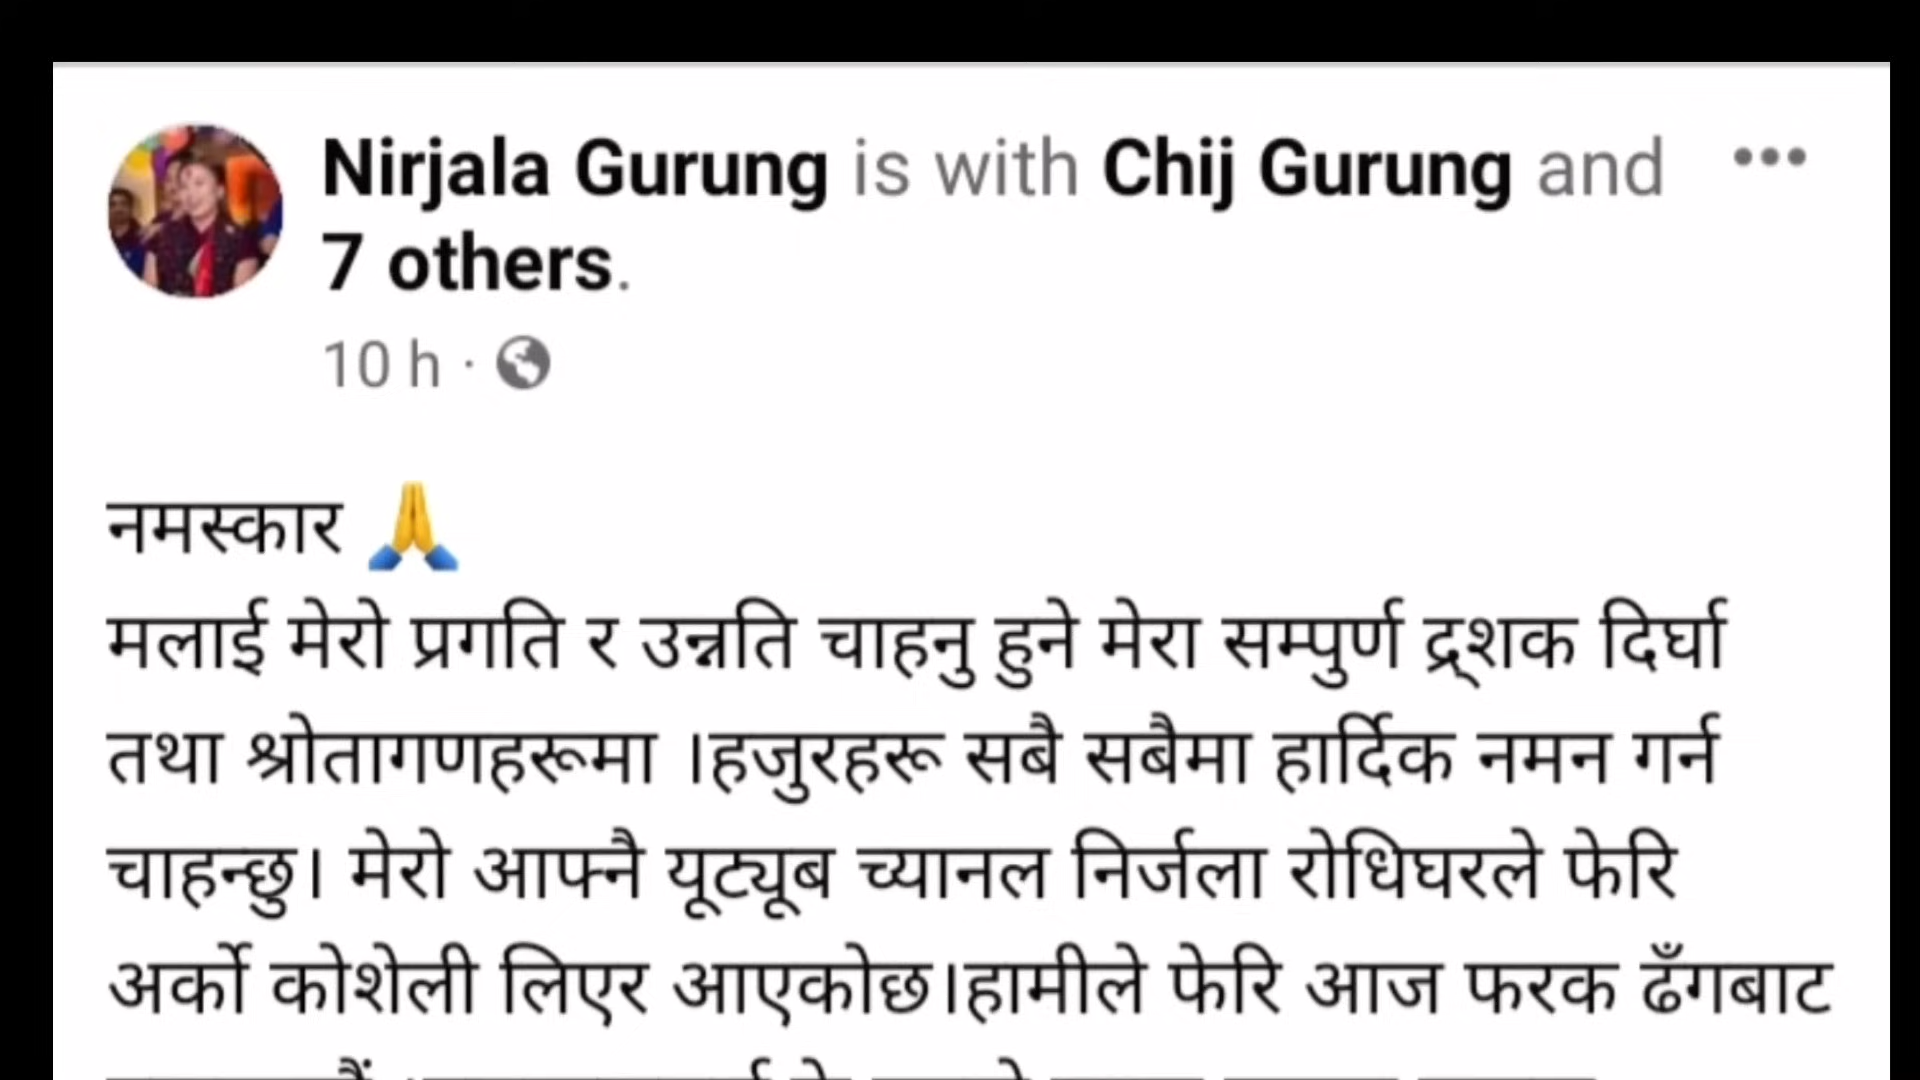 Nirjala Gurung is with Chij Gurung and
7 others.
10 h ·
नमस्कार 🙏
मलाई मेरो प्रगति र उन्नति चाहनु हुने मेरा सम्पुर्ण द्र्शक दिर्घा
तथा श्रोतागणहरूमा ।हजुरहरू सबै सबैमा हार्दिक नमन गर्न
चाहन्छु। मेरो आफ्नै यूट्यूब च्यानल निर्जला रोधिघरले फेरि
अर्को कोशेली लिएर आएकोछ।हामीले फेरि आज फरक ढँगबाट